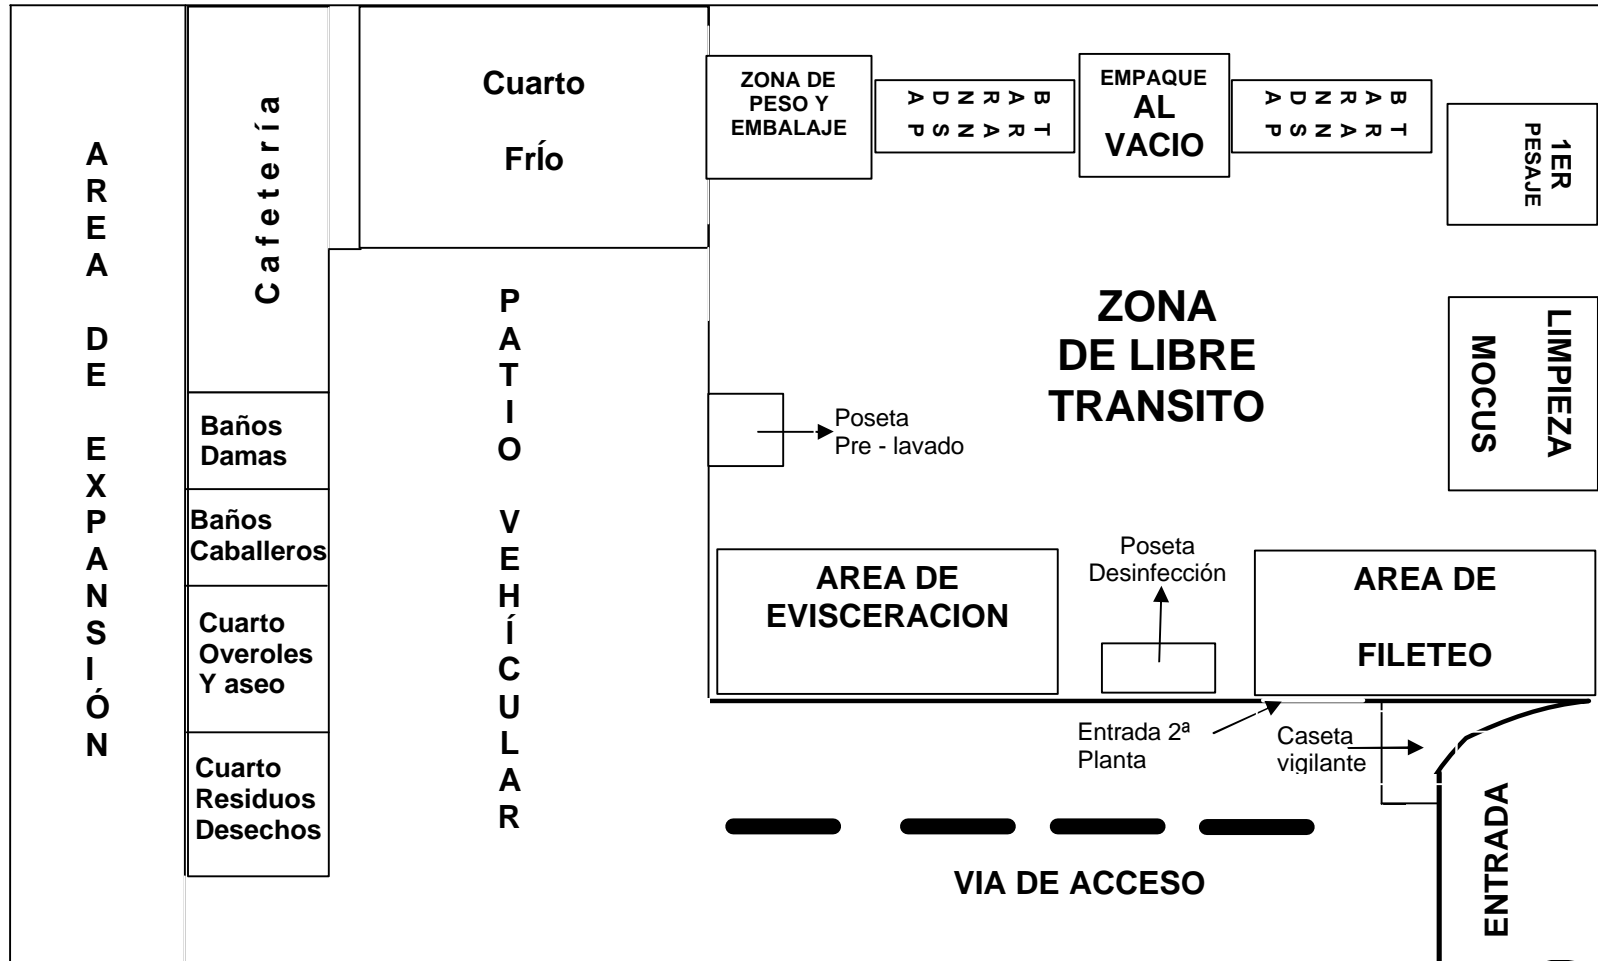 AREA DE EXPANSIÓN
Cafetería
Baños
Damas
Baños
Caballeros
Cuarto
Overoles
Y aseo
Cuarto
Residuos
Desechos
Cuarto
FrÍo
PATIO VEHÍCULAR
ZONA DE
PESO Y
EMBALAJE
B T
A R
R A
N N
D S
A P
EMPAQUE
AL
VACIO
B T
A R
R A
N N
D S
A P
1ER
PESAJE
ZONA
DE LIBRE
TRANSITO
LIMPIEZA
MOCUS
Poseta
Pre - lavado
AREA DE
EVISCERACION
Poseta
Desinfección
AREA DE
FILETEO
Entrada 2ª
Planta
Caseta
vigilante
VIA DE ACCESO
ENTRADA